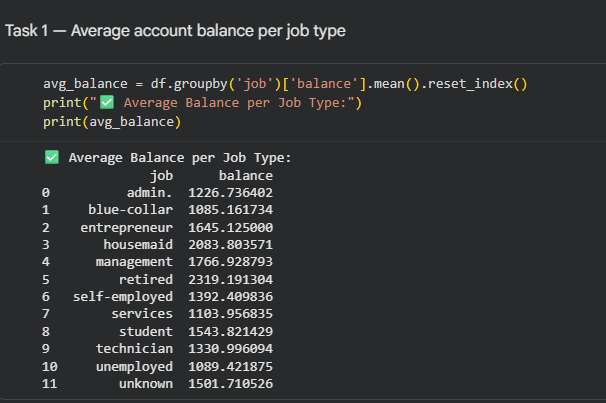 Task 1 — Average account balance per job type
avg_balance = df.groupby('job')['balance'].mean().reset_index()
print("✅ Average Balance per Job Type:")
print(avg_balance)
✅ Average Balance per Job Type:
job balance
0 admin. 1226.736402
1 blue-collar 1085.161734
2 entrepreneur 1645.125000
3 housemaid 2083.803571
4 management 1766.928793
5 retired 2319.191304
6 self-employed 1392.409836
7 services 1103.956835
8 student 1543.821429
9 technician 1330.996094
10 unemployed 1089.421875
11 unknown 1501.710526